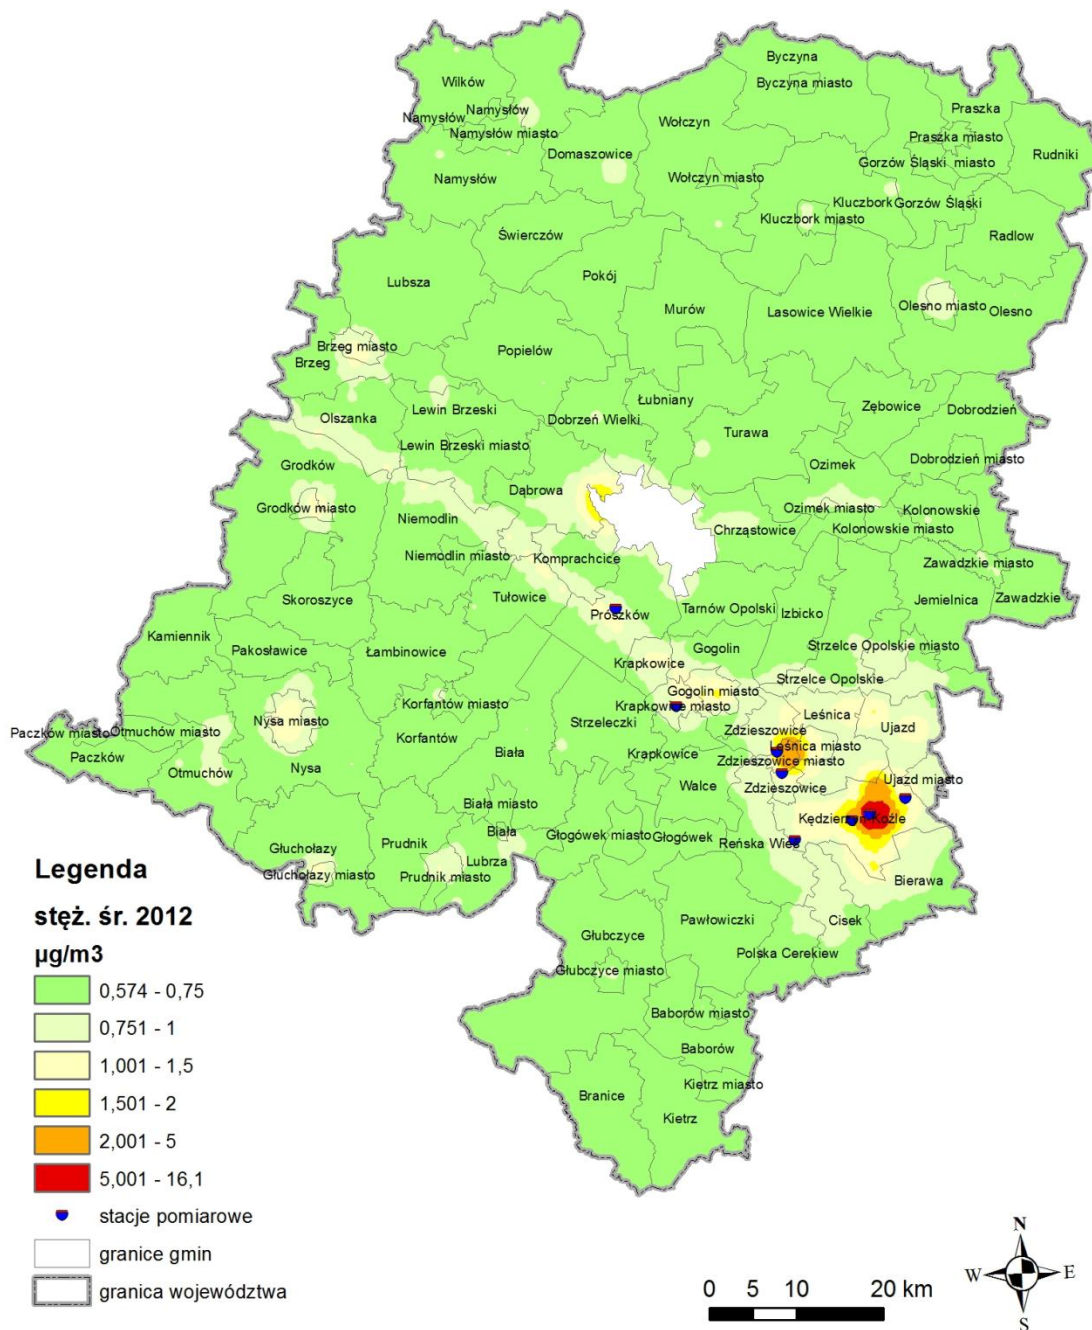 Byczyna
Wilków
Byczyna miasto
Namysłów
Praszka
Namysłów
Wołczyn
Namysłów miasto
Praszka miasto
Domaszowice
Rudniki
Gorzów Śląski miasto
Namysłów
Wołczyn miasto
Kluczbork
Gorzów Śląski
Kluczbork miasto
Świerczów
Radlow
Pokój
Lubsza
Olesno miasto
Murów
Lasowice Wielkie
Olesno
Brzeg miasto
Popielów
Brzeg
Łubniany
Zębowice
Lewin Brzeski
Dobrodzień
Olszanka
Dobrzeń Wielki
Turawa
Lewin Brzeski miasto
Dobrodzień miasto
Grodków
Ozimek
Dąbrowa
Grodków miasto
Ozimek miasto
Kolonowskie
Niemodlin
Chrząstowice
Kolonowskie miasto
Niemodlin miasto
Komprachcice
Zawadzkie miasto
Tułowice
Zawadzkie
Skoroszyce
Jemielnica
Tarnów Opolski
Prószków
Izbicko
Kamiennik
Strzelce Opolskie miasto
Pakosławice
Łambinowice
Gogolin
Krapkowice
Strzelce Opolskie
Gogolin miasto
Korfantów miasto
Krapkowice miasto
Leśnica
Nysa miasto
Strzeleczki
Zdzieszowice
Ujazd
Paczków miasto
Otmuchów miasto
Korfantów
Leśnica miasto
Biała
Krapkowice
Paczków
Zdzieszowice miasto
Nysa
Otmuchów
Ujazd miasto
Walce
Zdzieszowice
Biała miasto
Kędzierzyn-Koźle
Biała
Głogówek miasto
Głogówek
Prudnik
Reńska Wieś
Głuchołazy
Lubrza
Głuchołazy miasto
Prudnik miasto
Bierawa
Pawłowiczki
Cisek
Głubczyce
Polska Cerekiew
Głubczyce miasto
Baborów miasto
Baborów
Kietrz miasto
Branice
Kietrz
Legenda
stęż. śr. 2012
µg/m3
0,574 - 0,75
0,751 - 1
1,001 - 1,5
1,501 - 2
2,001 - 5
5,001 - 16,1
stacje pomiarowe
granice gmin
granica województwa
0 5 10 20 km
N
W E
S